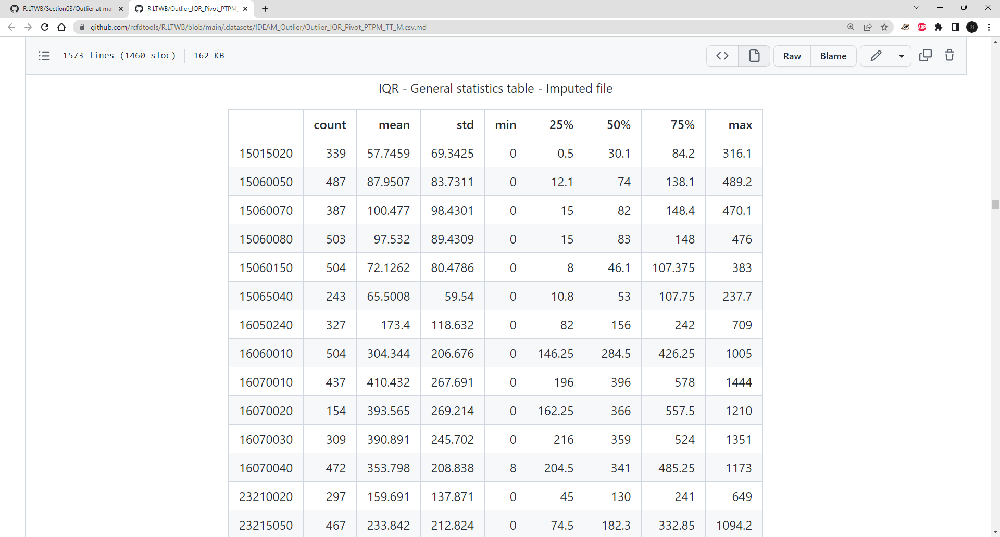 R.LTWB/Section03/Outlier at mai
R.LTWB/Outlier_IQR_Pivot_PTPM_
github.com/rcfdtools/R.LTWB/blob/main/.datasets/IDEAM_Outlier/Outlier_IQR_Pivot_PTPM_TT_M.csv.md
ABP
1573 lines (1460 sloc) 162 KB
Raw Blame
IQR - General statistics table - Imputed file
count mean std min 25% 50% 75% max
15015020 339 57.7459 69.3425 0 0.5 30.1 84.2 316.1
15060050 487 87.9507 83.7311 0 12.1 74 138.1 489.2
15060070 387 100.477 98.4301 0 15 82 148.4 470.1
15060080 503 97.532 89.4309 0 15 83 148 476
15060150 504 72.1262 80.4786 0 8 46.1 107.375 383
15065040 243 65.5008 59.54 0 10.8 53 107.75 237.7
16050240 327 173.4 118.632 0 82 156 242 709
16060010 504 304.344 206.676 0 146.25 284.5 426.25 1005
16070010 437 410.432 267.691 0 196 396 578 1444
16070020 154 393.565 269.214 0 162.25 366 557.5 1210
16070030 309 390.891 245.702 0 216 359 524 1351
16070040 472 353.798 208.838 8 204.5 341 485.25 1173
23210020 297 159.691 137.871 0 45 130 241 649
23215050 467 233.842 212.824 0 74.5 182.3 332.85 1094.2